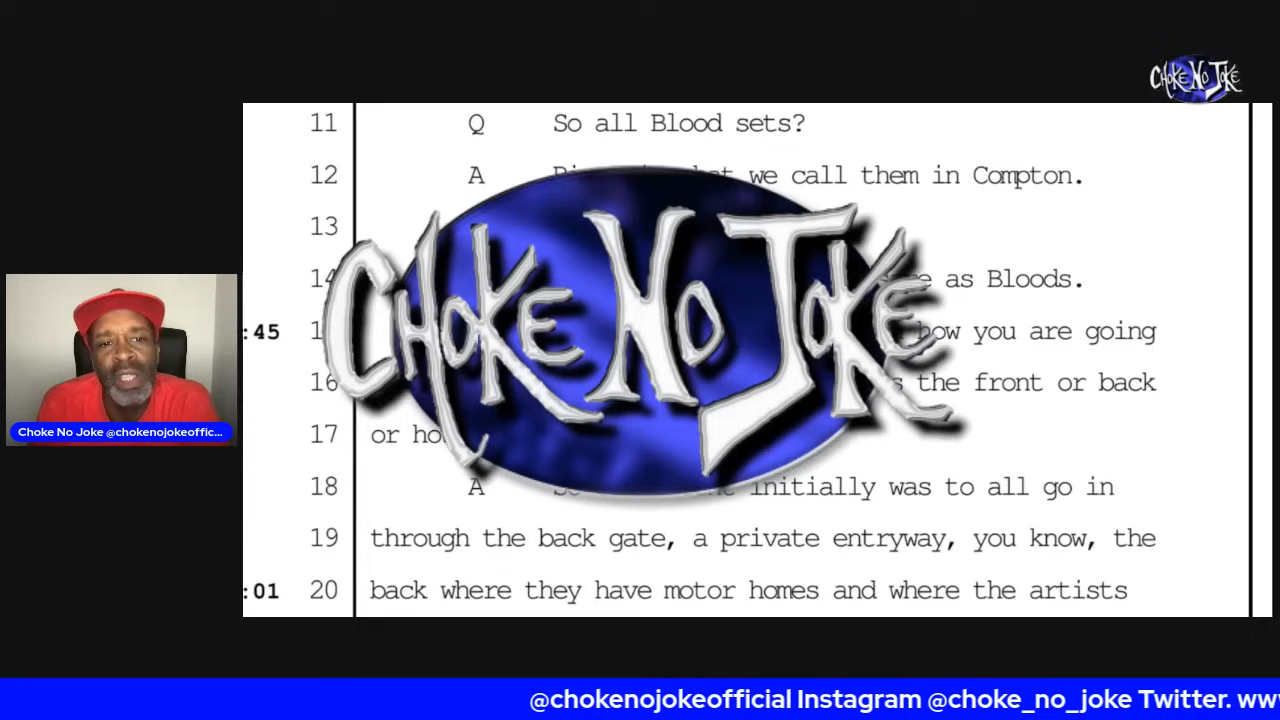 CHOKE NO JOKE
11 Q So all Blood sets?
12 A we call them in Compton.
13
14 as Bloods.
:45 how you are going
16 the front or back
17 or
18 A initially was to all go in
19 through the back gate, a private entryway, you know, the
:01 20 back where they have motor homes and where the artists
CHOKE NO JOKE
Choke No Joke @chokenojokeoffic...
@chokenojokeofficial Instagram @choke_no_joke Twitter. ww